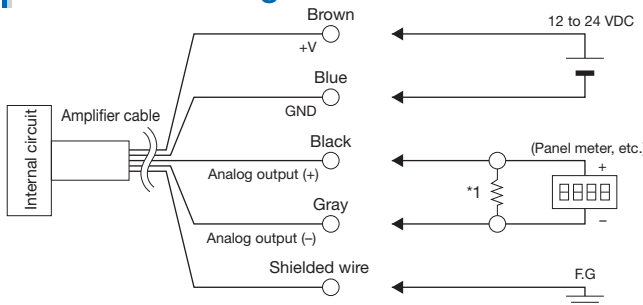 Brown
12 to 24 VDC
+V
Blue
Amplifier cable
GND
Internal circuit
Black
(Panel meter, etc.)
Analog output (+)
+
*1
Gray
Analog output (–)
–
Shielded wire
F.G